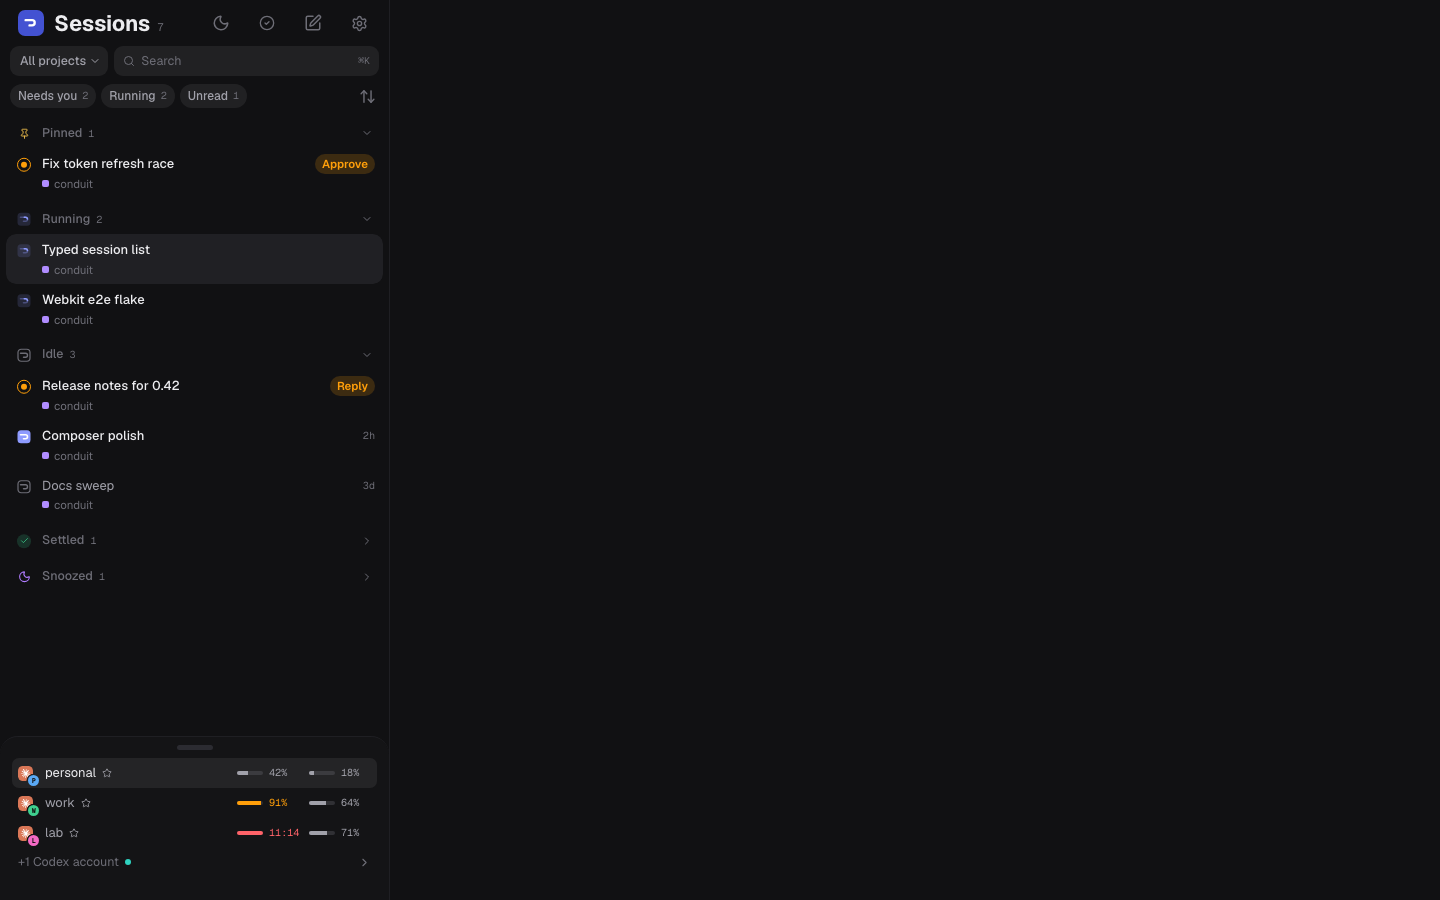 Sessions 7
All projects
Search ⌘K
Needs you 2
Running 2
Unread 1
Pinned 1
Fix token refresh race
Approve
conduit
Running 2
Typed session list
conduit
Webkit e2e flake
conduit
Idle 3
Release notes for 0.42
Reply
conduit
Composer polish
2h
conduit
Docs sweep
3d
conduit
Settled 1
Snoozed 1
P personal 42% 18%
W work 91% 64%
L lab 11:14 71%
+1 Codex account